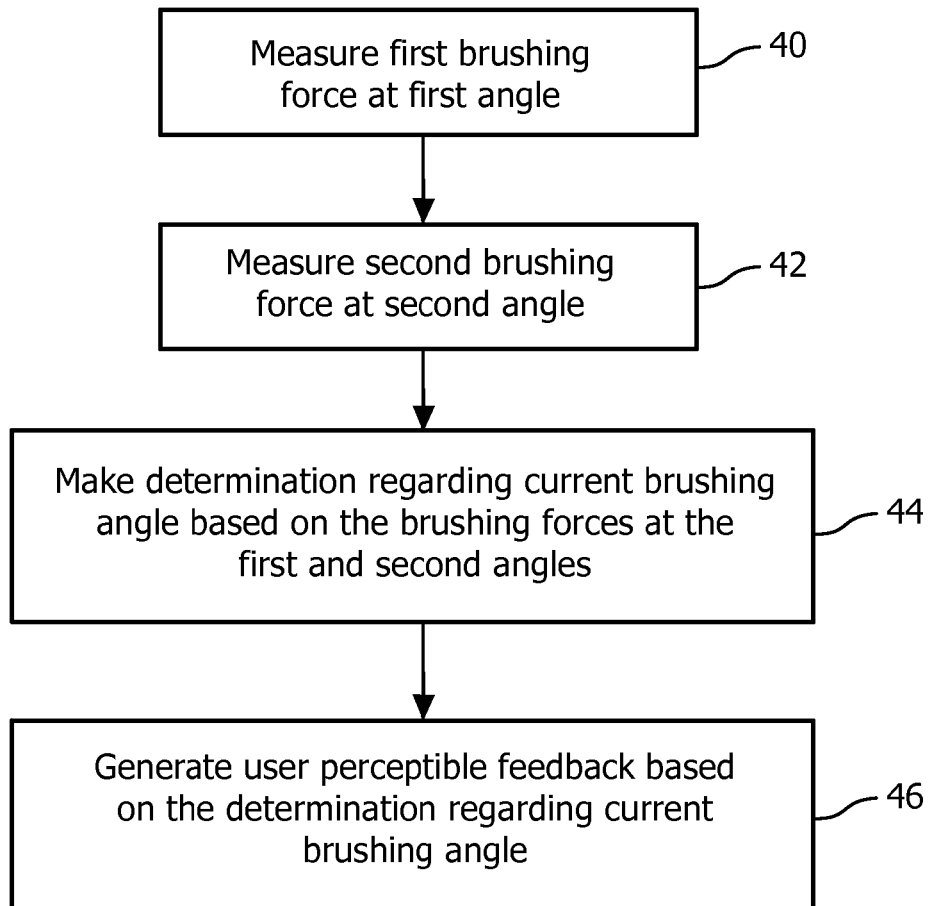 Measure first brushing
force at first angle
40
Measure second brushing
force at second angle
42
Make determination regarding current brushing
angle based on the brushing forces at the
first and second angles
44
Generate user perceptible feedback based
on the determination regarding current
brushing angle
46